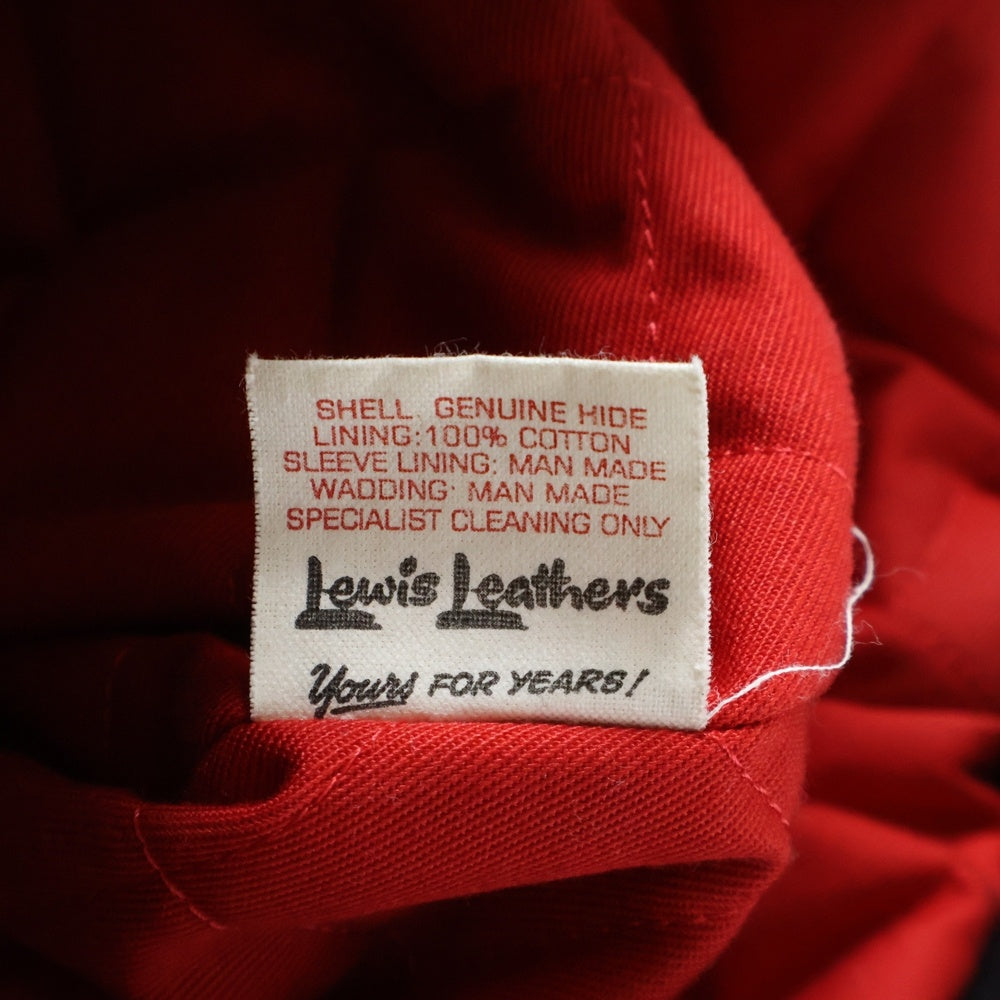 SHELL. GENUINE HIDE
LINING:100% COTTON
SLEEVE LINING: MAN MADE
WADDING: MAN MADE
SPECIALIST CLEANING ONLY
Lewis Leathers
Yours FOR YEARS!